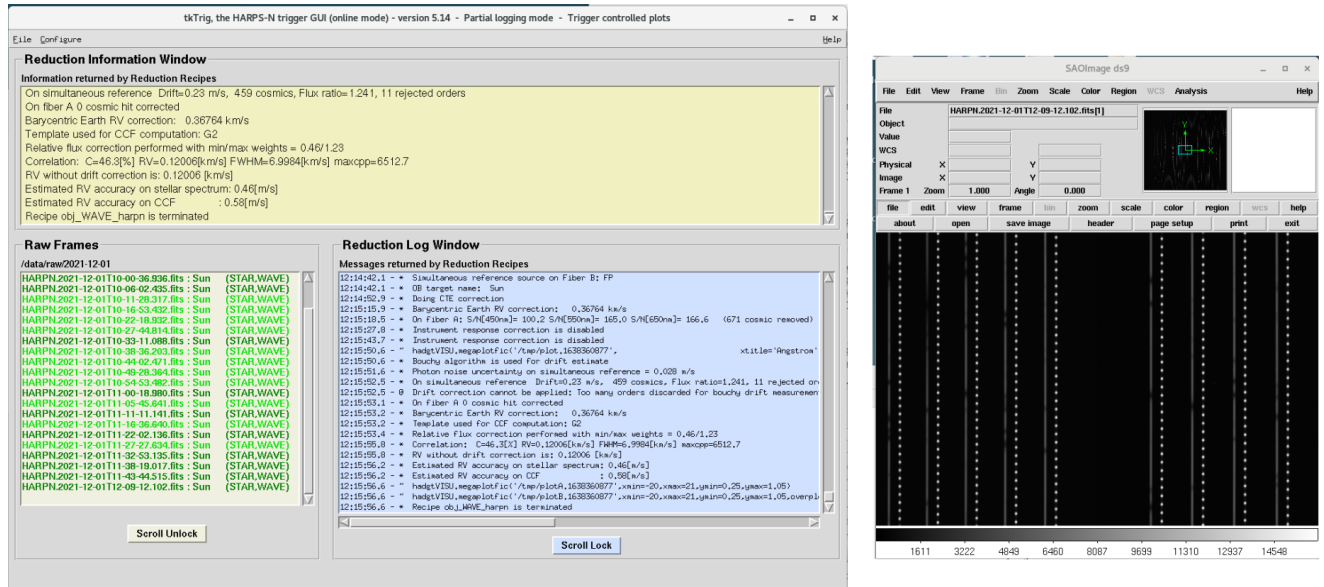 tkTrig, the HARPS-N trigger GUI (online mode) - version 5.14 - Partial logging mode - Trigger controlled plots
File Configure Help
Reduction Information Window
Information returned by Reduction Recipes
On simultaneous reference Drift=0.23 m/s, 459 cosmics, Flux ratio=1.241, 11 rejected orders
On fiber A 0 cosmic hit corrected
Barycentric Earth RV correction: 0.36764 km/s
Template used for CCF computation: G2
Relative flux correction performed with min/max weights = 0.46/1.23
Correlation: C=46.3[%] RV=0.12006[km/s] FWHM=6.9984[km/s] maxcpp=6512.7
RV without drift correction is: 0.12006 [km/s]
Estimated RV accuracy on stellar spectrum: 0.46[m/s]
Estimated RV accuracy on CCF : 0.58[m/s]
Recipe obj_WAVE_harpn is terminated
Raw Frames
/data/raw/2021-12-01
HARPN.2021-12-01T10-00-36.936.fits : Sun (STAR,WAVE)
HARPN.2021-12-01T10-06-02.435.fits : Sun (STAR,WAVE)
HARPN.2021-12-01T10-11-28.317.fits : Sun (STAR,WAVE)
HARPN.2021-12-01T10-16-53.432.fits : Sun (STAR,WAVE)
HARPN.2021-12-01T10-22-18.932.fits : Sun (STAR,WAVE)
HARPN.2021-12-01T10-27-44.814.fits : Sun (STAR,WAVE)
HARPN.2021-12-01T10-33-11.088.fits : Sun (STAR,WAVE)
HARPN.2021-12-01T10-38-36.203.fits : Sun (STAR,WAVE)
HARPN.2021-12-01T10-44-02.471.fits : Sun (STAR,WAVE)
HARPN.2021-12-01T10-49-28.364.fits : Sun (STAR,WAVE)
HARPN.2021-12-01T10-54-53.482.fits : Sun (STAR,WAVE)
HARPN.2021-12-01T11-00-18.980.fits : Sun (STAR,WAVE)
HARPN.2021-12-01T11-05-45.641.fits : Sun (STAR,WAVE)
HARPN.2021-12-01T11-11-11.141.fits : Sun (STAR,WAVE)
HARPN.2021-12-01T11-16-36.640.fits : Sun (STAR,WAVE)
HARPN.2021-12-01T11-22-02.136.fits : Sun (STAR,WAVE)
HARPN.2021-12-01T11-27-27.634.fits : Sun (STAR,WAVE)
HARPN.2021-12-01T11-32-53.135.fits : Sun (STAR,WAVE)
HARPN.2021-12-01T11-38-19.017.fits : Sun (STAR,WAVE)
HARPN.2021-12-01T11-43-44.515.fits : Sun (STAR,WAVE)
HARPN.2021-12-01T12-09-12.102.fits : Sun (STAR,WAVE)
Scroll Unlock
Reduction Log Window
Messages returned by Reduction Recipes
12:14:42.1 - * Simultaneous reference source on Fiber B: FP
12:14:42.1 - * OB target name: Sun
12:14:52.9 - * Doing CTE correction
12:15:15.9 - * Barycentric Earth RV correction: 0.36764 km/s
12:15:18.5 - * On fiber A: S/N[450nm]= 100.2 S/N[550nm]= 165.0 S/N[650nm]= 166.6 (671 cosmic removed)
12:15:27.8 - * Instrument response correction is disabled
12:15:43.7 - * Instrument response correction is disabled
12:15:50.6 - ~ hadgtVISU.megaplotfic('/tmp/plot.1638360877', xtitle='Angstrom'
12:15:50.6 - * Bouchy algorithm is used for drift estimate
12:15:51.6 - * Photon noise uncertainty on simultaneous reference = 0.028 m/s
12:15:52.5 - * On simultaneous reference Drift=0.23 m/s, 459 cosmics, Flux ratio=1.241, 11 rejected or
12:15:52.5 - @ Drift correction cannot be applied: Too many orders discarded for bouchy drift measuremen
12:15:53.1 - * On fiber A 0 cosmic hit corrected
12:15:53.2 - * Barycentric Earth RV correction: 0.36764 km/s
12:15:53.2 - * Template used for CCF computation: G2
12:15:53.4 - * Relative flux correction performed with min/max weights = 0.46/1.23
12:15:55.8 - * Correlation: C=46.3[%] RV=0.12006[km/s] FWHM=6.9984[km/s] maxcpp=6512.7
12:15:55.8 - * RV without drift correction is: 0.12006 [km/s]
12:15:56.2 - * Estimated RV accuracy on stellar spectrum: 0.46[m/s]
12:15:56.2 - * Estimated RV accuracy on CCF : 0.58[m/s]
12:15:56.6 - ~ hadgtVISU.megaplotfic('/tmp/plotA.1638360877',xmin=-20,xmax=21,ymin=0.25,ymax=1.05)
12:15:56.6 - ~ hadgtVISU.megaplotfic('/tmp/plotB.1638360877',xmin=-20,xmax=21,ymin=0.25,ymax=1.05,overpl
12:15:56.6 - * Recipe obj_WAVE_harpn is terminated
Scroll Lock
SAOImage ds9
File Edit View Frame Bin Zoom Scale Color Region WCS Analysis Help
File HARPN.2021-12-01T12-09-12.102.fits[1]
Object
Value
WCS
Physical X Y
Image X Y
Frame 1 Zoom 1.000 Angle 0.000
Y
X
file edit view frame bin zoom scale color region wcs help
about open save image header page setup print exit
1611 3222 4849 6460 8087 9699 11310 12937 14548